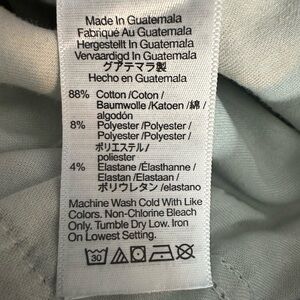 Made In Guatemala
Fabriqué Au Guatemala
Hergestellt In Guatemala
Vervaardigd In Guatemala
グアテマラ製
Hecho en Guatemala
88% Cotton /Coton /
Baumwolle /Katoen /綿 /
algodón
8% Polyester /Polyester /
Polyester /Polyester /
ポリエステル /
poliester
4% Elastane /Élasthanne /
Elastan /Elastaan /
ポリウレタン /elastano
Machine Wash Cold With Like
Colors. Non-Chlorine Bleach
Only. Tumble Dry Low. Iron
On Lowest Setting.
30